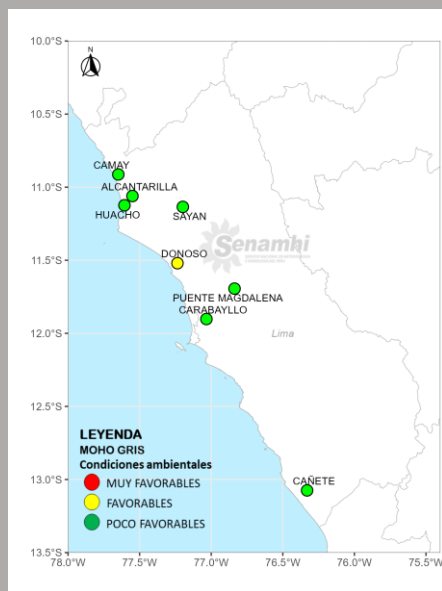 10.0°S
N
10.5°S
CAMAY
11.0°S
ALCANTARILLA
HUACHO
SAYAN
Senamhi
DONOSO
11.5°S
PUENTE MAGDALENA
CARABAYLLO
12.0°S
Lima
12.5°S
LEYENDA
MOHO GRIS
Condiciones ambientales
CAÑETE
13.0°S
MUY FAVORABLES
FAVORABLES
POCO FAVORABLES
13.5°S
78.0°W
77.5°W
77.0°W
76.5°W
76.0°W
75.5°W